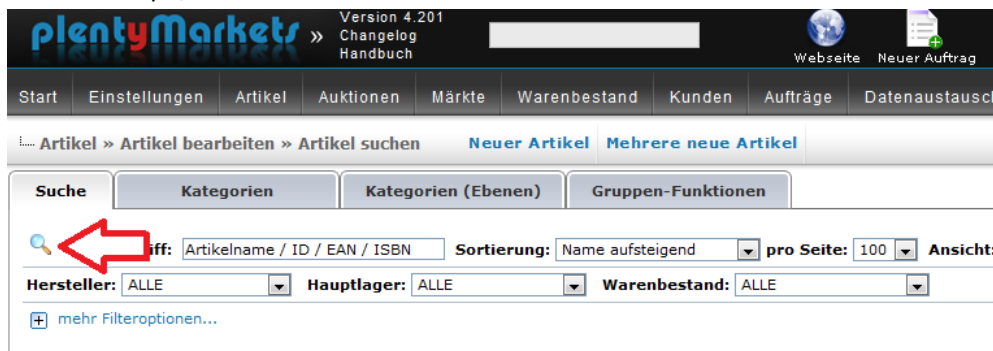 plentyMarkets » Version 4.201
Changelog
Handbuch
Webseite Neuer Auftrag
Start Einstellungen Artikel Auktionen Märkte Warenbestand Kunden Aufträge Datenaustausc
Artikel » Artikel bearbeiten » Artikel suchen Neuer Artikel Mehrere neue Artikel
Suche Kategorien Kategorien (Ebenen) Gruppen-Funktionen
iff: Artikelname / ID / EAN / ISBN Sortierung: Name aufsteigend pro Seite: 100 Ansicht:
Hersteller: ALLE Hauptlager: ALLE Warenbestand: ALLE
mehr Filteroptionen...